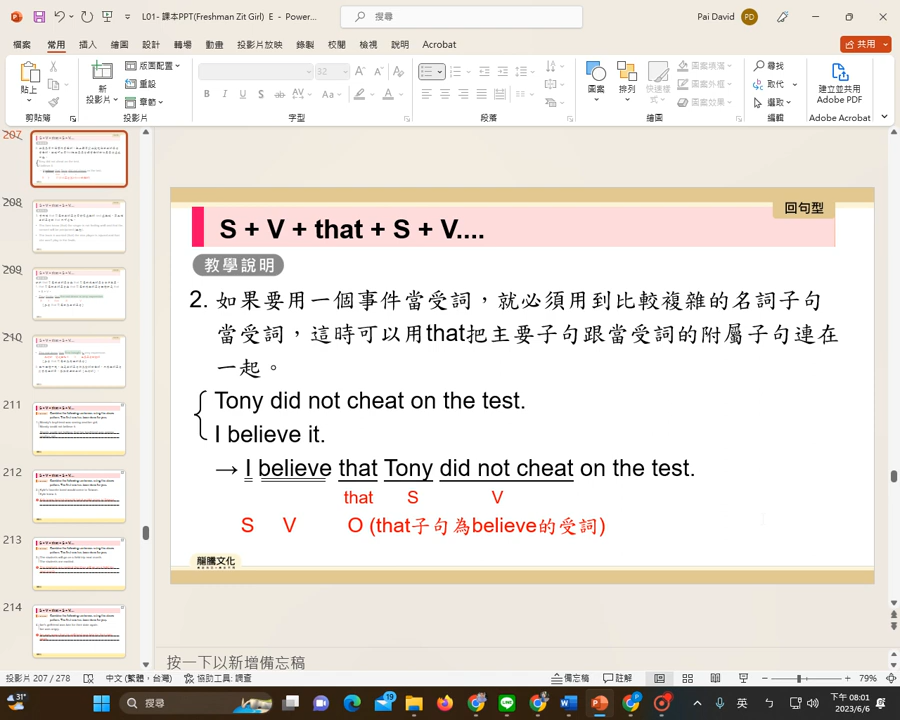 L01- 課本PPT(Freshman Zit Girl)  E  -  Power...
搜尋
Pai David
PD
檔案 常用 插入 繪圖 設計 轉場 動畫 投影片放映 錄製 校閱 檢視 說明 Acrobat
共用
貼上
新
投影片
版面配置
重設
章節
32
B I U S ab AV Aa A
圖案
排列
快速樣
式
圖案填滿
圖案外框
圖案效果
尋找
取代
選取
建立並共用
Adobe PDF
剪貼簿 投影片 字型 段落 繪圖 編輯 Adobe Acrobat
207
208
209
210
211
212
213
214
回句型
S + V + that + S + V....
教學說明
2. 如果要用一個事件當受詞，就必須用到比較複雜的名詞子句
當受詞，這時可以用that把主要子句跟當受詞的附屬子句連在
一起。
Tony did not cheat on the test.
I believe it.
→ I believe that Tony did not cheat on the test.
that S V
S V O (that子句為believe的受詞)
龍騰文化
按一下以新增備忘稿
投影片 207 / 278 中文 (繁體，台灣) 協助工具: 調查 備忘稿 註解 79%
31°
搜尋
19
英
下午 08:01
2023/6/6